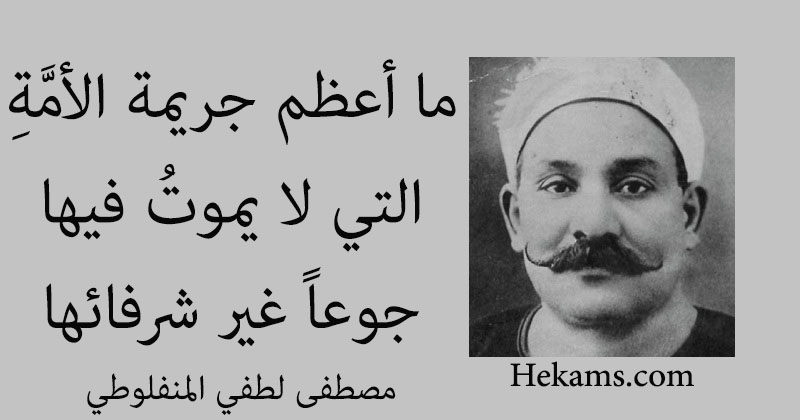 ما أعظم جريمة الأمَّةِ
التي لا يموتُ فيها
جوعاً غير شرفائها
مصطفى لطفي المنفلوطي
Hekams.com